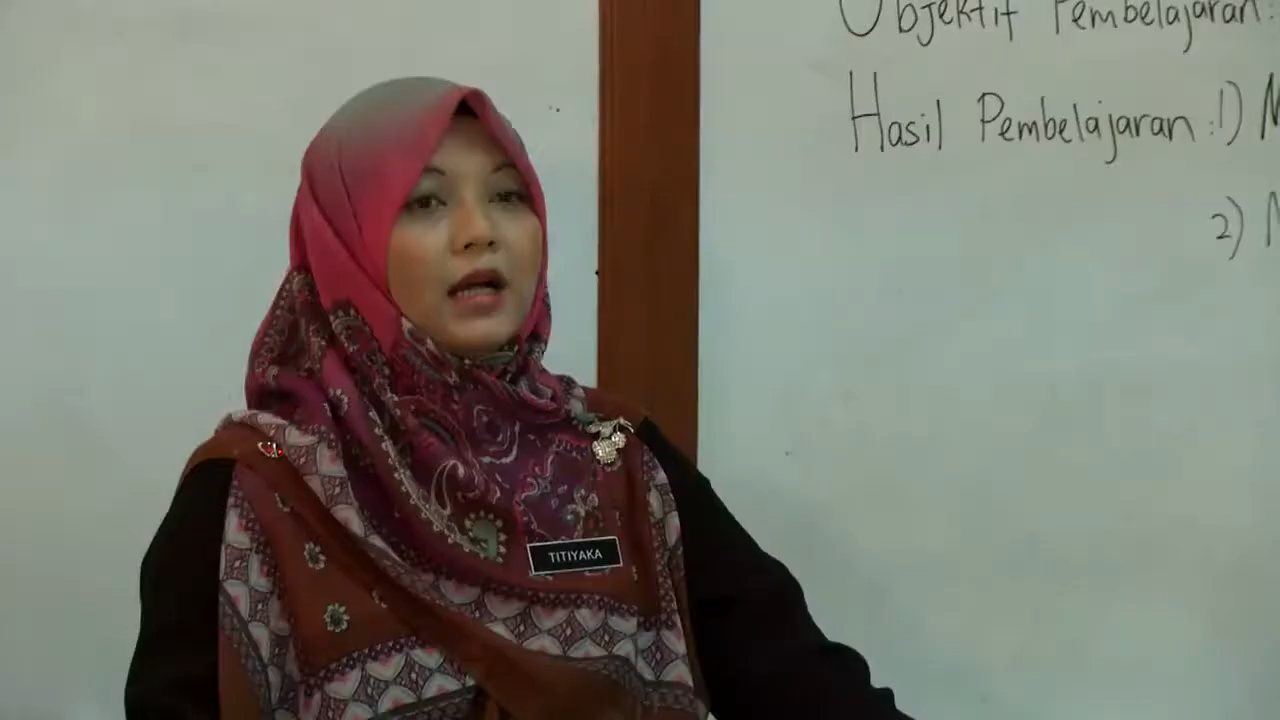 Objektif Pembelajaran :
Hasil Pembelajaran : 1)
2)
TITIYAKA